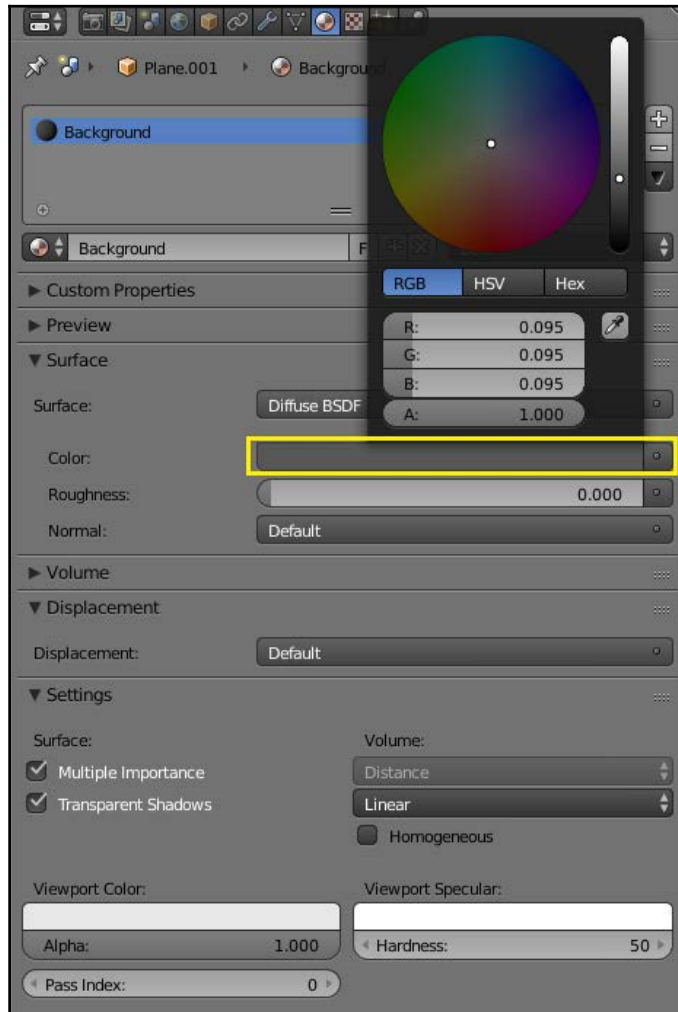 Plane.001 Background
Background
Background F
Custom Properties
Preview
Surface
Surface: Diffuse BSDF
Color:
Roughness: 0.000
Normal: Default
Volume
Displacement
Displacement: Default
Settings
Surface: Volume:
Multiple Importance Distance
Transparent Shadows Linear
Homogeneous
Viewport Color: Viewport Specular:
Alpha: 1.000 Hardness: 50
Pass Index: 0
RGB HSV Hex
R: 0.095
G: 0.095
B: 0.095
A: 1.000